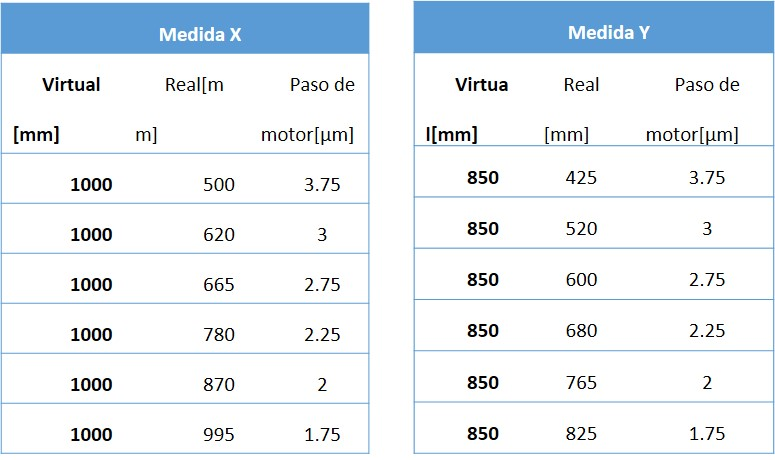 Medida X
Virtual Real[m Paso de
[mm] m] motor[µm]
1000 500 3.75
1000 620 3
1000 665 2.75
1000 780 2.25
1000 870 2
1000 995 1.75
Medida Y
Virtua Real Paso de
l[mm] [mm] motor[µm]
850 425 3.75
850 520 3
850 600 2.75
850 680 2.25
850 765 2
850 825 1.75